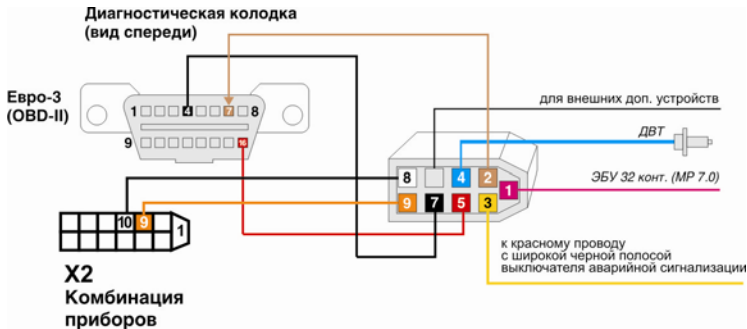 Диагностическая колодка
(вид спереди)
Евро-3
(OBD-II)
1 4 7 8
9 16
для внешних доп. устройств
ДВТ
ЭБУ 32 конт. (МР 7.0)
8 4 2 1
9 7 5 3
10 9 1
к красному проводу
с широкой черной полосой
выключателя аварийной сигнализации
X2
Комбинация
приборов